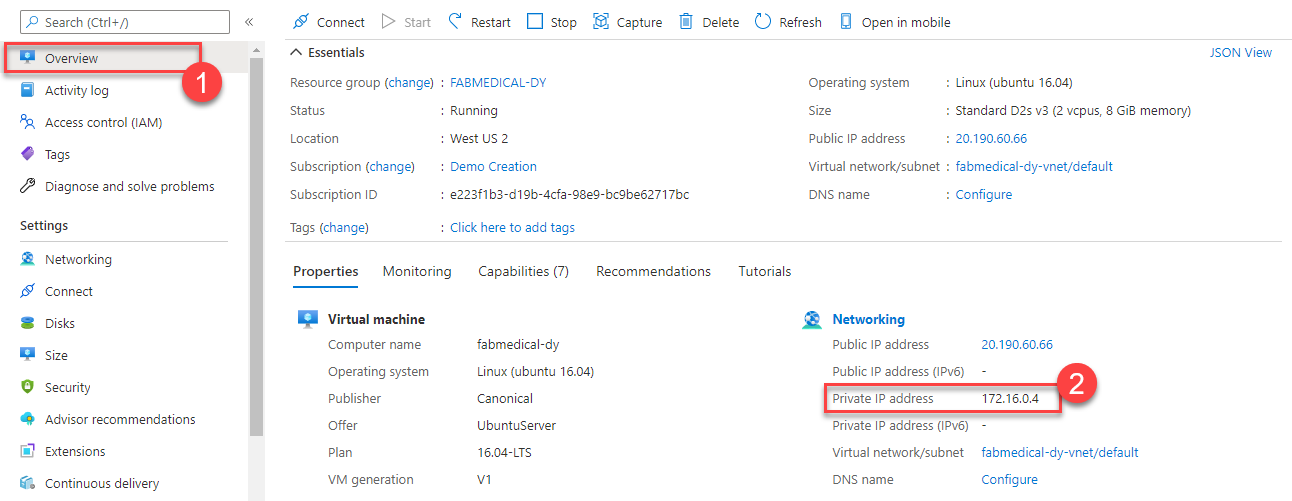 Search (Ctrl+/)
«
Connect Start Restart Stop Capture Delete Refresh Open in mobile
Overview
1
Activity log
Access control (IAM)
Tags
Diagnose and solve problems
Settings
Networking
Connect
Disks
Size
Security
Advisor recommendations
Extensions
Continuous delivery
Essentials
JSON View
Resource group (change) : FABMEDICAL-DY
Status : Running
Location : West US 2
Subscription (change) : Demo Creation
Subscription ID : e223f1b3-d19b-4cfa-98e9-bc9be62717bc
Tags (change) : Click here to add tags
Operating system : Linux (ubuntu 16.04)
Size : Standard D2s v3 (2 vcpus, 8 GiB memory)
Public IP address : 20.190.60.66
Virtual network/subnet : fabmedical-dy-vnet/default
DNS name : Configure
Properties Monitoring Capabilities (7) Recommendations Tutorials
Virtual machine
Computer name fabmedical-dy
Operating system Linux (ubuntu 16.04)
Publisher Canonical
Offer UbuntuServer
Plan 16.04-LTS
VM generation V1
Networking
Public IP address 20.190.60.66
Public IP address (IPv6) -
Private IP address 172.16.0.4
2
Private IP address (IPv6) -
Virtual network/subnet fabmedical-dy-vnet/default
DNS name Configure